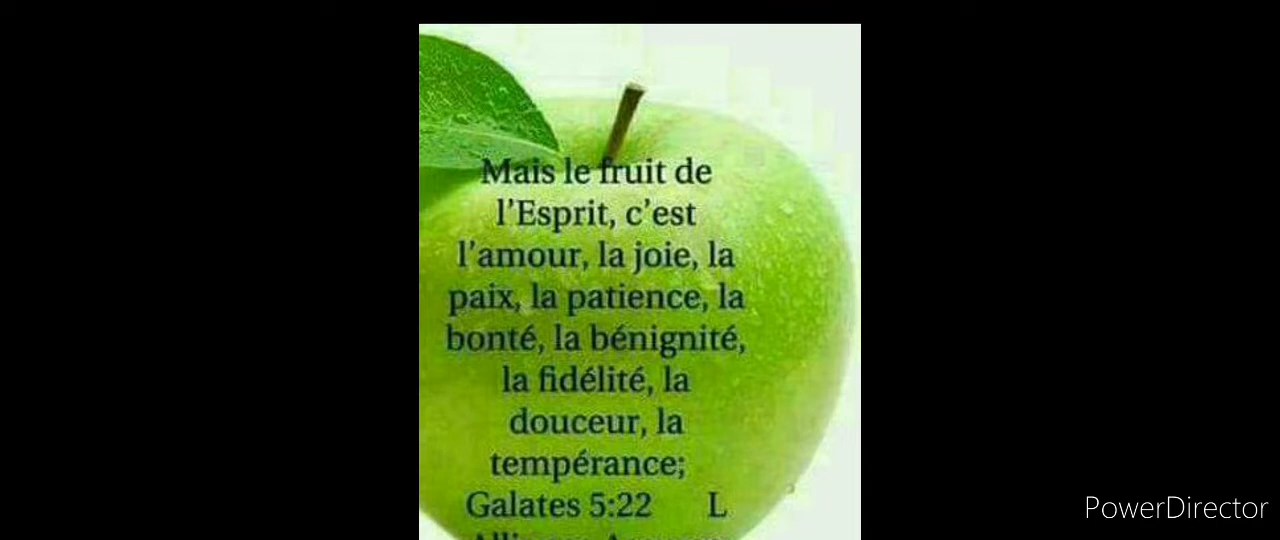 Mais le fruit de
l'Esprit, c'est
l'amour, la joie, la
paix, la patience, la
bonté, la bénignité,
la fidélité, la
douceur, la
tempérance;
Galates 5:22 L
PowerDirector